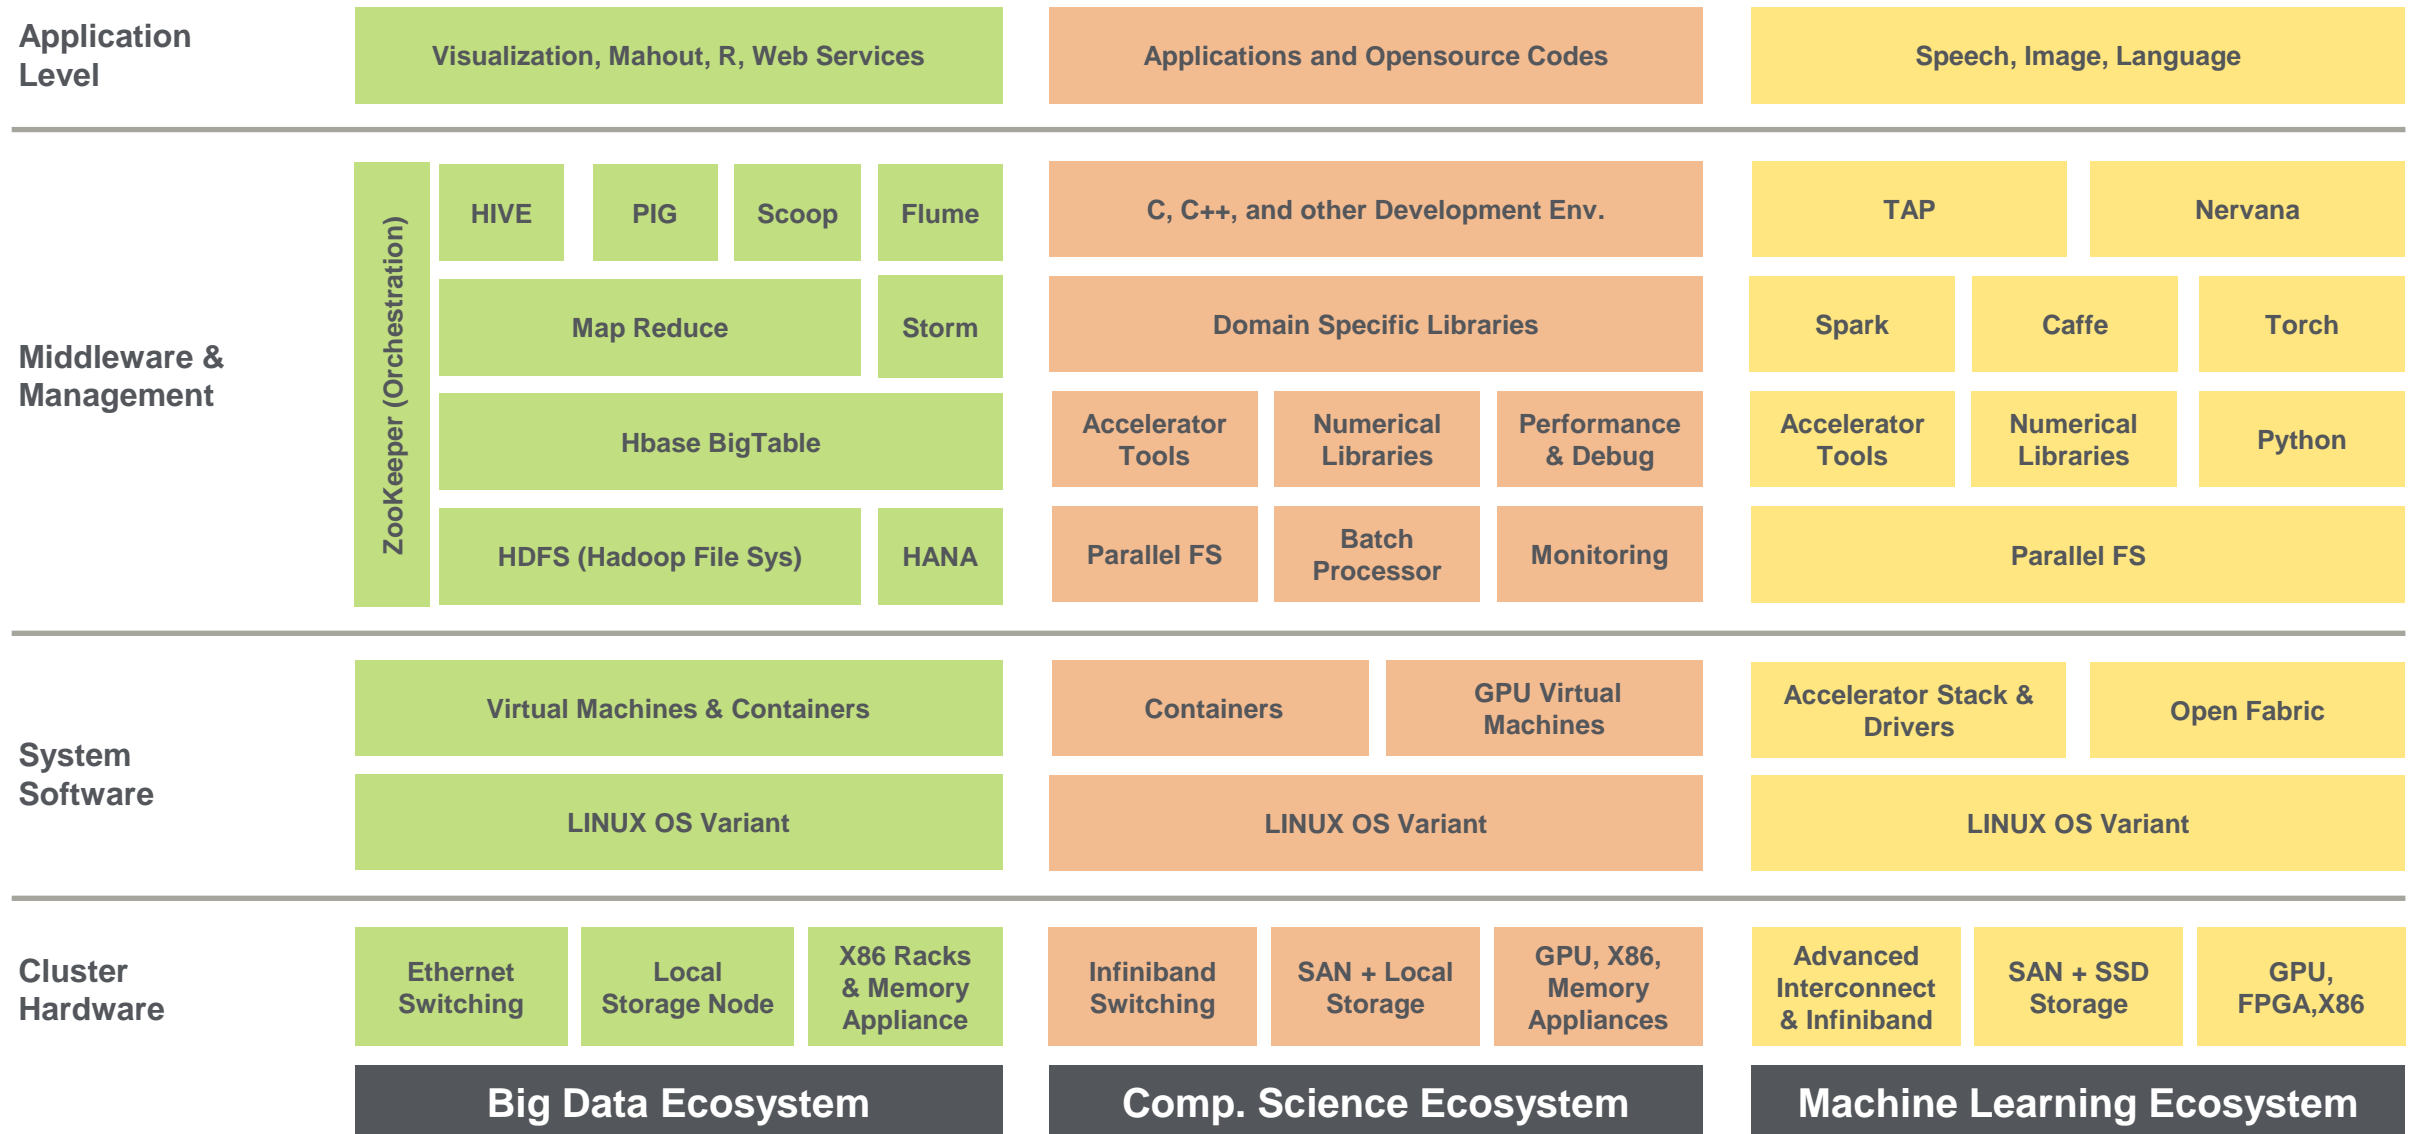 Application
Level
Visualization, Mahout, R, Web Services
Applications and Opensource Codes
Speech, Image, Language
Middleware &
Management
ZooKeeper (Orchestration)
HIVE
PIG
Scoop
Flume
Map Reduce
Storm
Hbase BigTable
HDFS (Hadoop File Sys)
HANA
C, C++, and other Development Env.
Domain Specific Libraries
Accelerator
Tools
Numerical
Libraries
Performance
& Debug
Parallel FS
Batch
Processor
Monitoring
TAP
Nervana
Spark
Caffe
Torch
Accelerator
Tools
Numerical
Libraries
Python
Parallel FS
System
Software
Virtual Machines & Containers
LINUX OS Variant
Containers
GPU Virtual
Machines
LINUX OS Variant
Accelerator Stack &
Drivers
Open Fabric
LINUX OS Variant
Cluster
Hardware
Ethernet
Switching
Local
Storage Node
X86 Racks
& Memory
Appliance
Infiniband
Switching
SAN + Local
Storage
GPU, X86,
Memory
Appliances
Advanced
Interconnect
& Infiniband
SAN + SSD
Storage
GPU,
FPGA,X86
Big Data Ecosystem
Comp. Science Ecosystem
Machine Learning Ecosystem